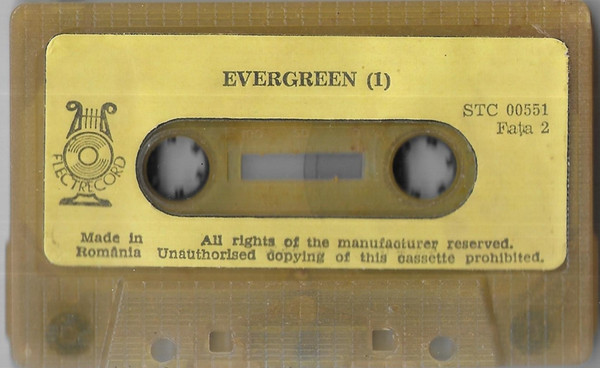 EVERGREEN (1)
STC 00551
Fața 2
ELECTRECORD
Made in
România
All rights of the manufacturer reserved.
Unauthorised copying of this cassette prohibited.